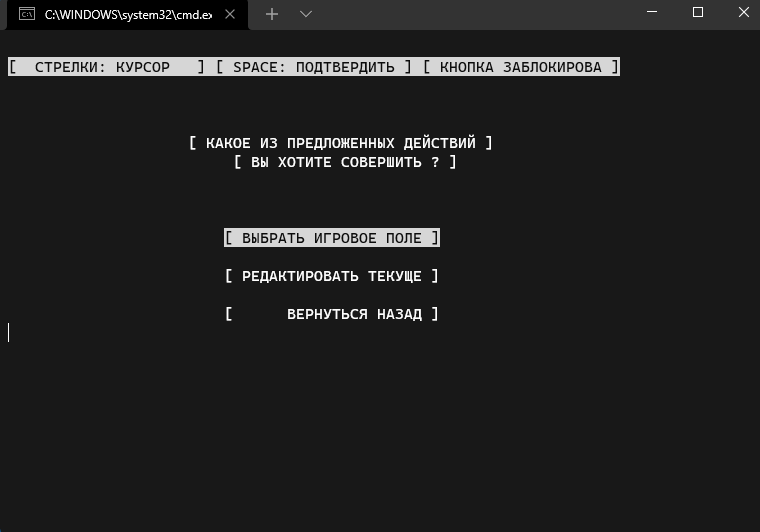 C:\WINDOWS\system32\cmd.ex
[ СТРЕЛКИ: КУРСОР ] [ SPACE: ПОДТВЕРДИТЬ ] [ КНОПКА ЗАБЛОКИРОВА ]
[ КАКОЕ ИЗ ПРЕДЛОЖЕННЫХ ДЕЙСТВИЙ ]
[ ВЫ ХОТИТЕ СОВЕРШИТЬ ? ]
[ ВЫБРАТЬ ИГРОВОЕ ПОЛЕ ]
[ РЕДАКТИРОВАТЬ ТЕКУЩЕ ]
[ ВЕРНУТЬСЯ НАЗАД ]